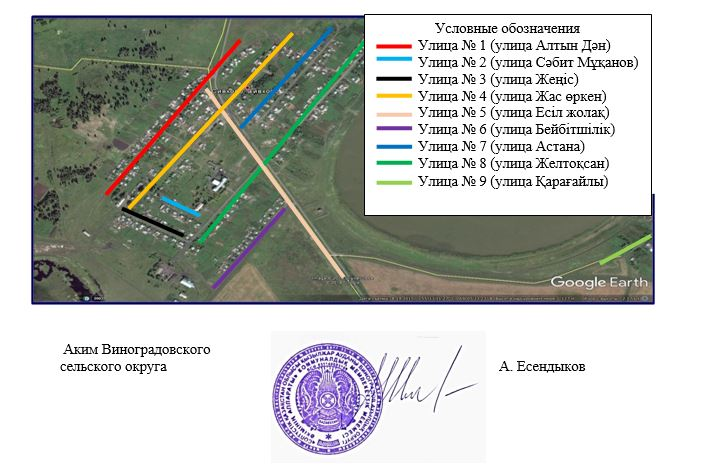 Условные обозначения
Улица № 1 (улица Алтын Дән)
Улица № 2 (улица Сәбит Мұқанов)
Улица № 3 (улица Жеңіс)
Улица № 4 (улица Жас өркен)
Улица № 5 (улица Есіл жолақ)
Улица № 6 (улица Бейбітшілік)
Улица № 7 (улица Астана)
Улица № 8 (улица Желтоқсан)
Улица № 9 (улица Қарағайлы)
Google Earth
Аким Виноградовского
сельского округа
А. Есендыков